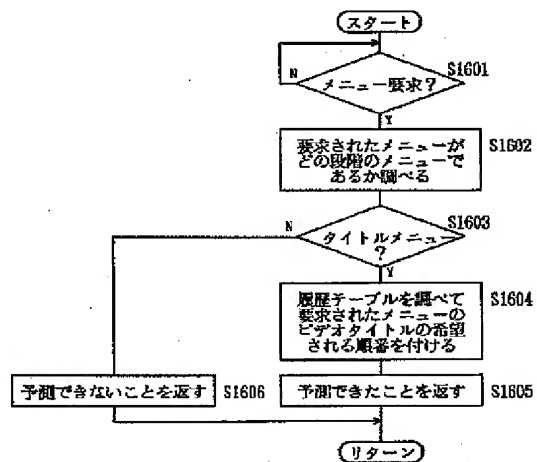 スタート
S1601
N
メニュー要求?
Y
要求されたメニューが
どの段階のメニューで
あるか調べる
S1602
S1603
N
タイトルメニュー
?
Y
履歴テーブルを調べて
要求されたメニューの
ビデオタイトルの希望
される順番を付ける
S1604
予測できないことを返す
S1606
予測できたことを返す
S1605
リターン